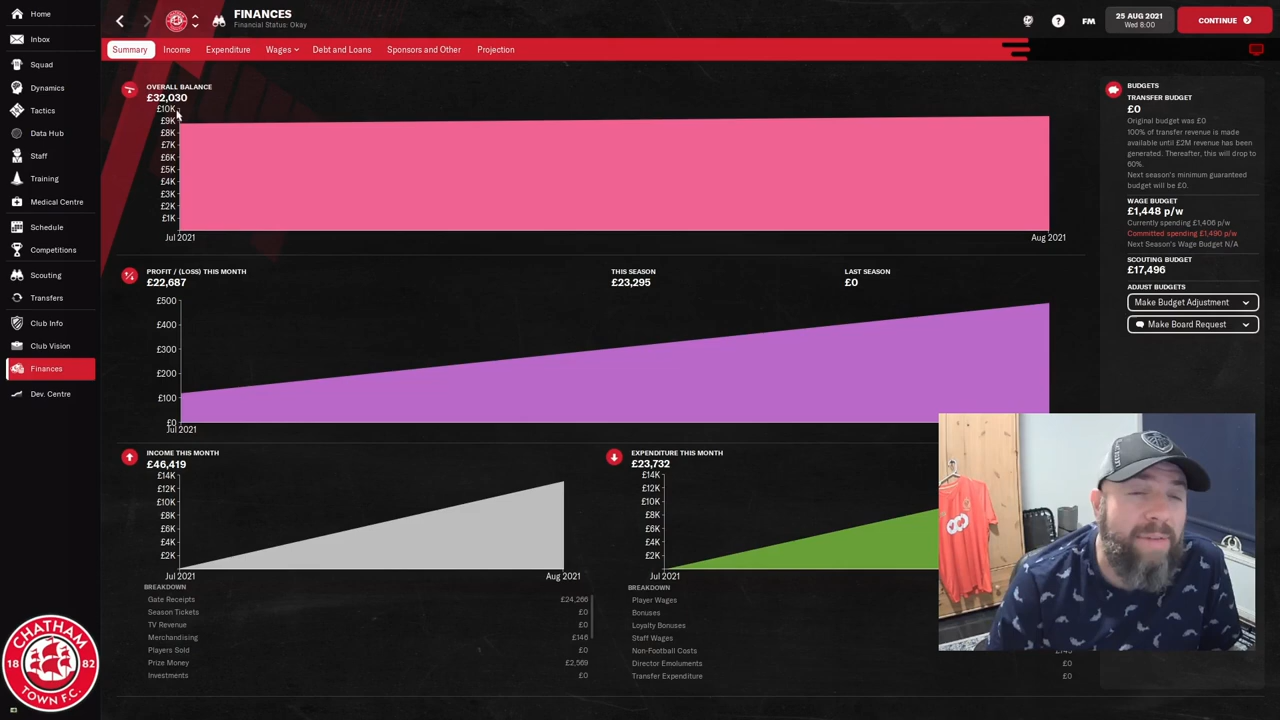 Home
FINANCES
Financial Status: Okay
FM
25 AUG 2021
Wed 8:00
CONTINUE
Inbox
Summary
Income
Expenditure
Wages
Debt and Loans
Sponsors and Other
Projection
Squad
Dynamics
Tactics
Data Hub
Staff
Training
Medical Centre
Schedule
Competitions
Scouting
Transfers
Club Info
Club Vision
Finances
Dev. Centre
OVERALL BALANCE
£32,030
£10K
£9K
£8K
£7K
£6K
£5K
£4K
£3K
£2K
£1K
Jul 2021
Aug 2021
PROFIT / (LOSS) THIS MONTH
£22,687
THIS SEASON
£23,295
LAST SEASON
£0
£500
£400
£300
£200
£100
£0
Jul 2021
INCOME THIS MONTH
£46,419
£14K
£12K
£10K
£8K
£6K
£4K
£2K
Jul 2021
Aug 2021
BREAKDOWN
Gate Receipts £24,266
Season Tickets £0
TV Revenue £0
Merchandising £146
Players Sold £0
Prize Money £2,569
Investments £0
EXPENDITURE THIS MONTH
£23,732
£14K
£12K
£10K
£8K
£6K
£4K
£2K
Jul 2021
BREAKDOWN
Player Wages
Bonuses
Loyalty Bonuses
Staff Wages
Non-Football Costs
Director Emoluments £0
Transfer Expenditure £0
BUDGETS
TRANSFER BUDGET
£0
Original budget was £0
100% of transfer revenue is made
available until £2M revenue has been
generated. Thereafter, this will drop to
60%.
Next season's minimum guaranteed
budget will be £0.
WAGE BUDGET
£1,448 p/w
Currently spending £1,406 p/w
Committed spending £1,490 p/w
Next Season's Wage Budget N/A
SCOUTING BUDGET
£17,496
ADJUST BUDGETS
Make Budget Adjustment
Make Board Request
CHATHAM
18 82
TOWN F.C.